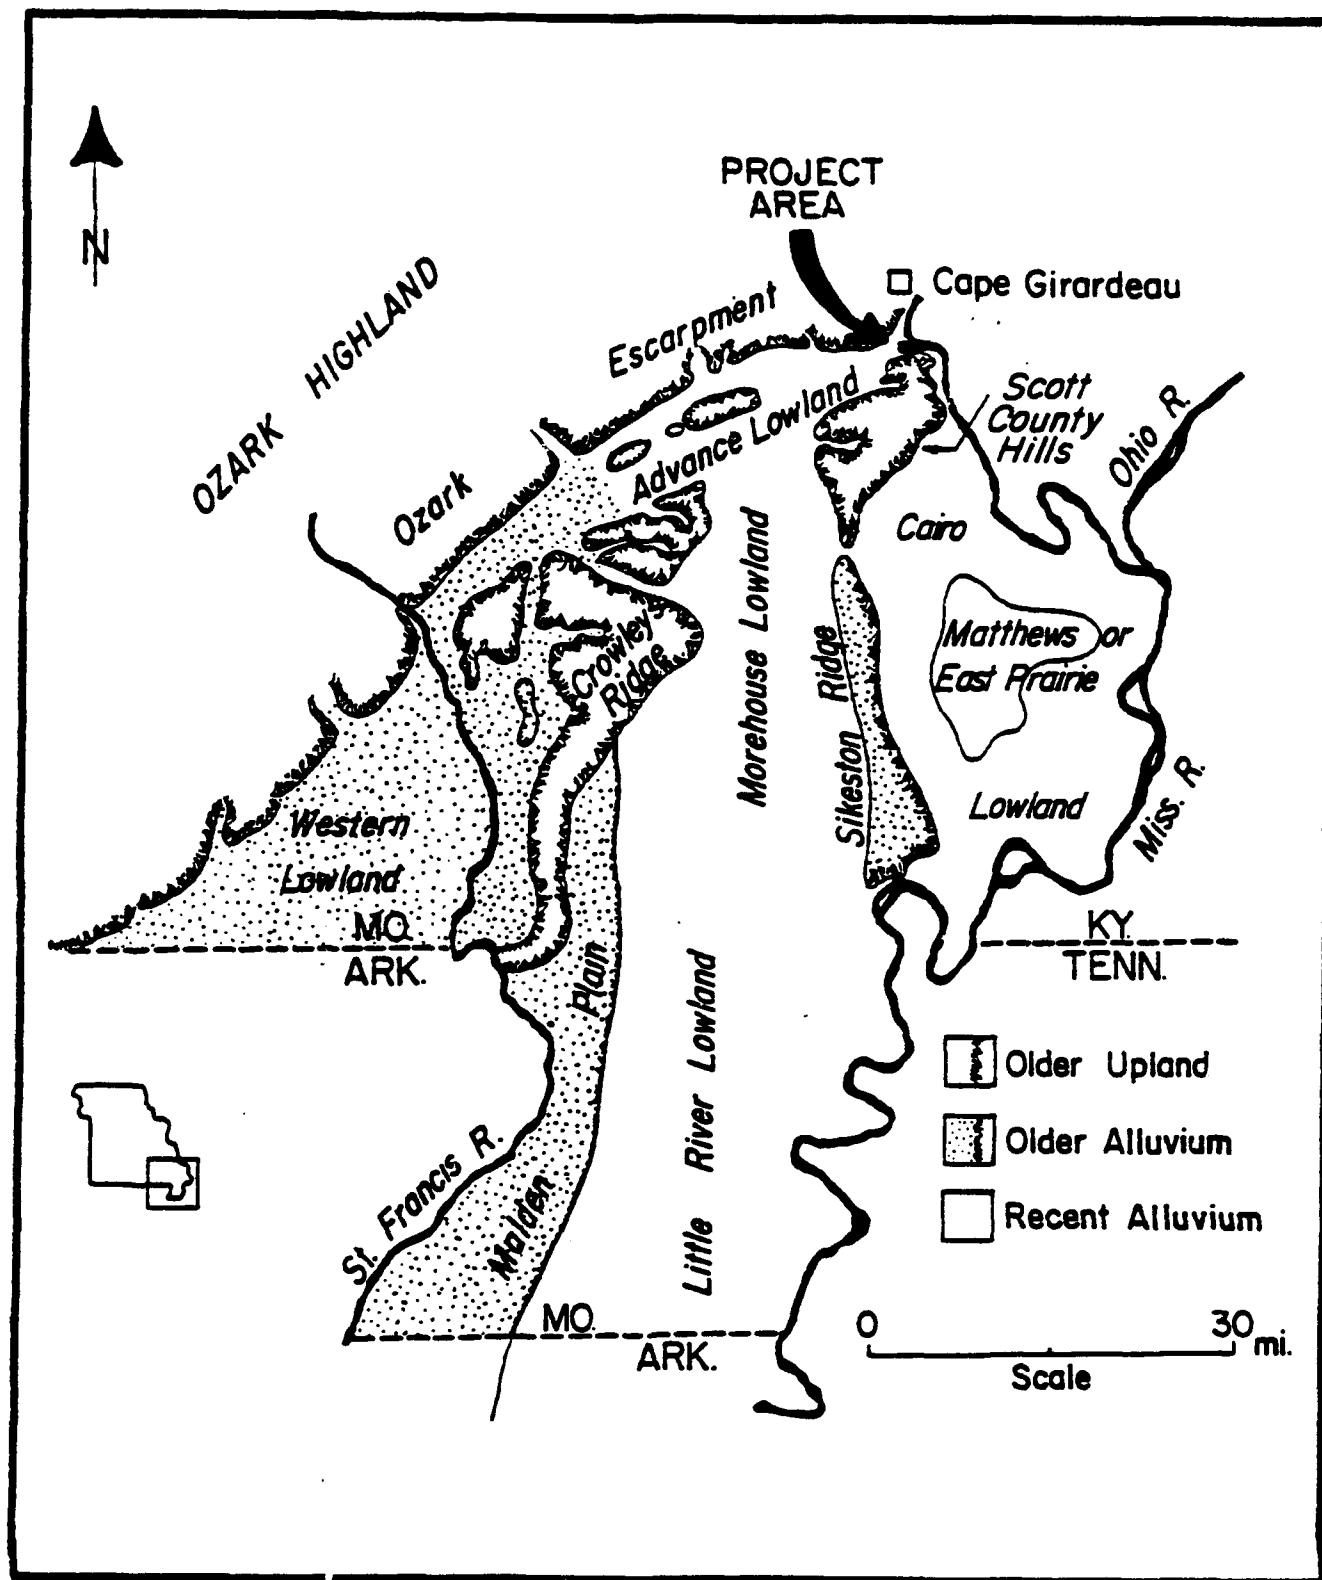 PROJECT
AREA
N
Cape Girardeau
OZARK HIGHLAND
Ozark Escarpment
Advance Lowland
Scott
County
Hills
Ohio R.
Cairo
Lowland
Matthews or
East Prairie
Crowley's
Ridge
Morehouse Lowland
Sikeston Ridge
Miss. R.
Western
Lowland
MO.
ARK.
KY.
TENN.
Malden Plain
Little River Lowland
St. Francis R.
Older Upland
Older Alluvium
Recent Alluvium
MO.
ARK.
0 30 mi.
Scale